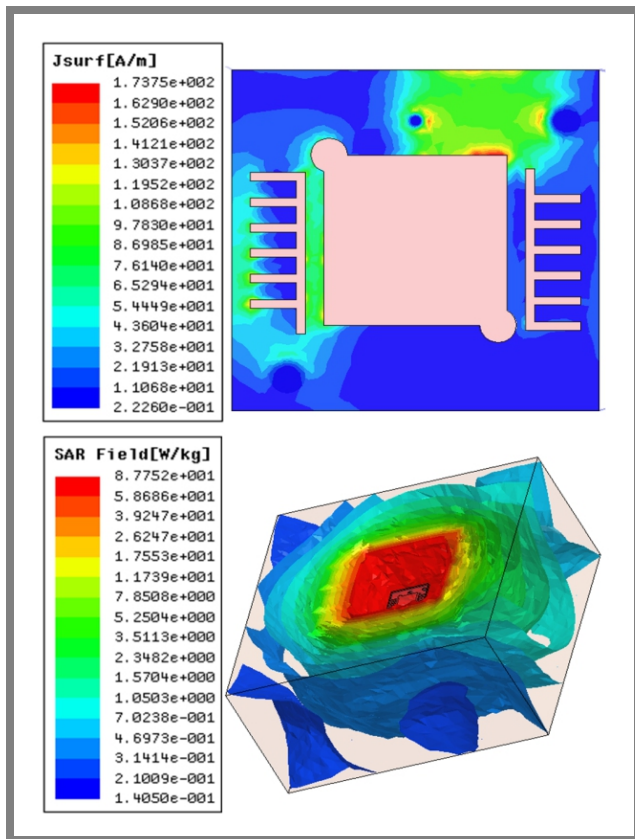 Jsurf[A/m]
1.7375e+002
1.6290e+002
1.5206e+002
1.4121e+002
1.3037e+002
1.1952e+002
1.0868e+002
9.7830e+001
8.6985e+001
7.6140e+001
6.5294e+001
5.4449e+001
4.3604e+001
3.2758e+001
2.1913e+001
1.1068e+001
2.2260e-001
SAR Field[W/kg]
8.7752e+001
5.8686e+001
3.9247e+001
2.6247e+001
1.7553e+001
1.1739e+001
7.8508e+000
5.2504e+000
3.5113e+000
2.3482e+000
1.5704e+000
1.0503e+000
7.0238e-001
4.6973e-001
3.1414e-001
2.1009e-001
1.4050e-001